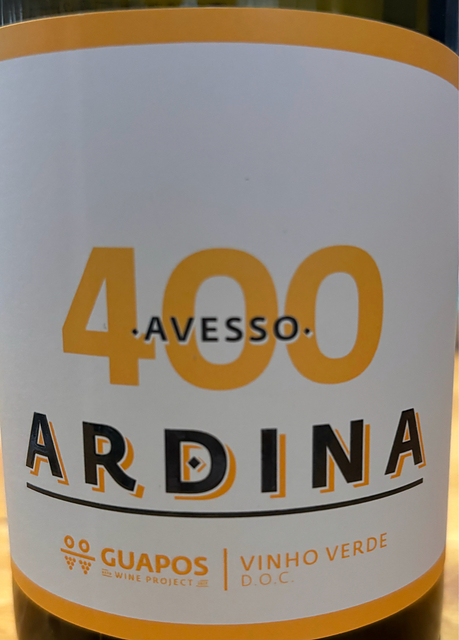 400
·AVESSO·
ARDINA
GUAPOS
WINE PROJECT
VINHO VERDE
D.O.C.